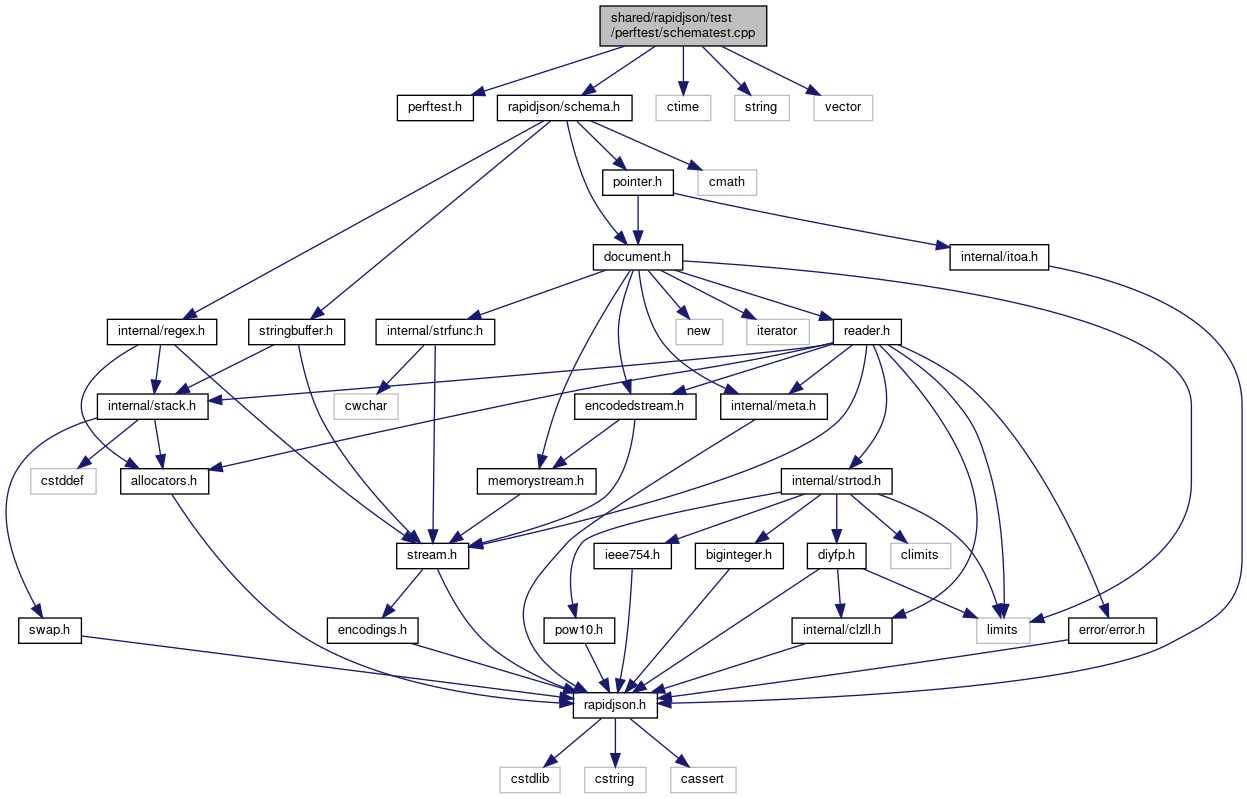 shared/rapidjson/test
/perftest/schematest.cpp
perftest.h
rapidjson/schema.h
ctime
string
vector
pointer.h
cmath
document.h
internal/itoa.h
internal/regex.h
stringbuffer.h
internal/strfunc.h
new
iterator
reader.h
internal/stack.h
cwchar
encodedstream.h
internal/meta.h
cstddef
allocators.h
memorystream.h
internal/strtod.h
stream.h
ieee754.h
biginteger.h
diyfp.h
climits
swap.h
encodings.h
pow10.h
internal/clzll.h
limits
error/error.h
rapidjson.h
cstdlib
cstring
cassert